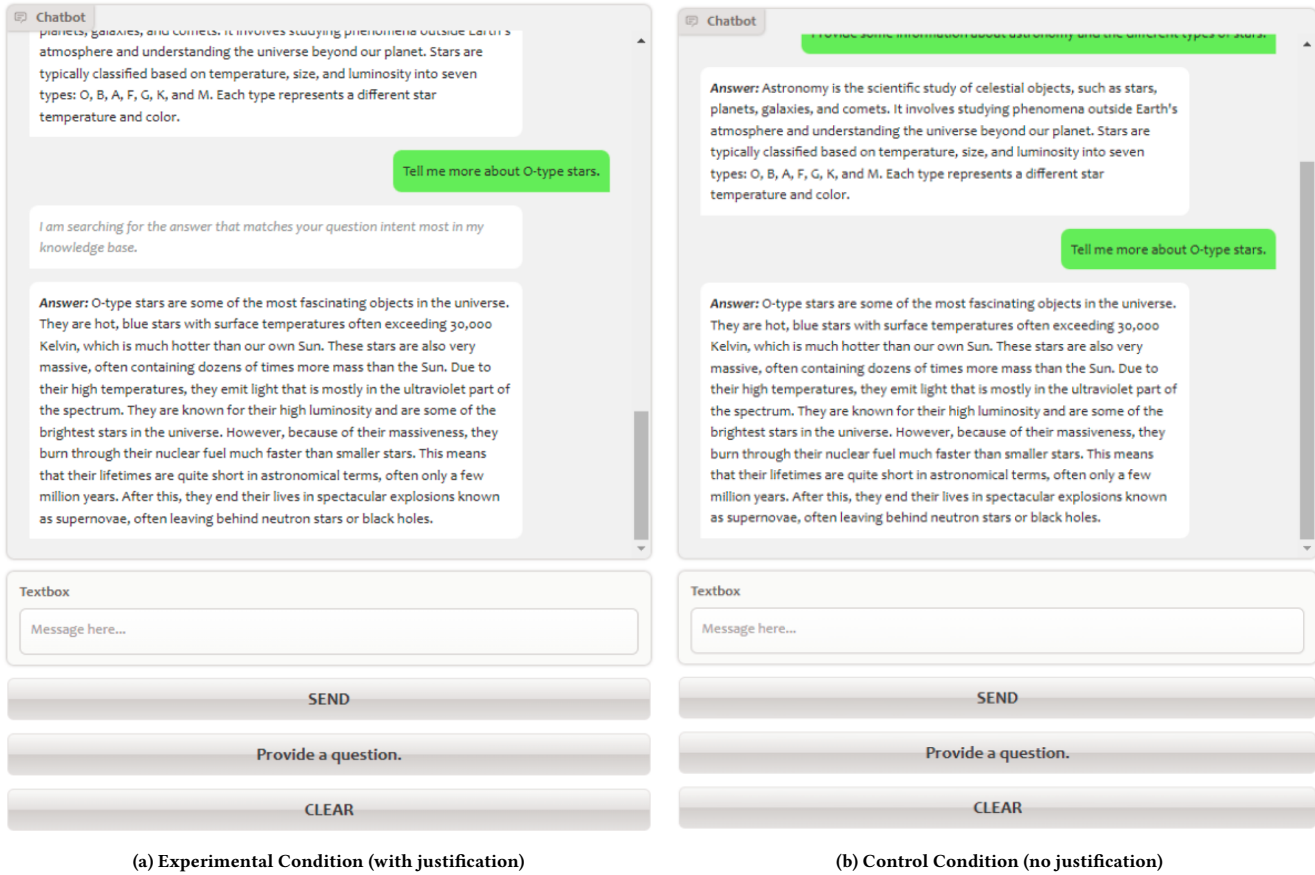 Chatbot
planets, galaxies, and comets. It involves studying phenomena outside Earth's
atmosphere and understanding the universe beyond our planet. Stars are
typically classified based on temperature, size, and luminosity into seven
types: O, B, A, F, G, K, and M. Each type represents a different star
temperature and color.
Tell me more about O-type stars.
I am searching for the answer that matches your question intent most in my
knowledge base.
Answer: O-type stars are some of the most fascinating objects in the universe.
They are hot, blue stars with surface temperatures often exceeding 30,000
Kelvin, which is much hotter than our own Sun. These stars are also very
massive, often containing dozens of times more mass than the Sun. Due to
their high temperatures, they emit light that is mostly in the ultraviolet part of
the spectrum. They are known for their high luminosity and are some of the
brightest stars in the universe. However, because of their massiveness, they
burn through their nuclear fuel much faster than smaller stars. This means
that their lifetimes are quite short in astronomical terms, often only a few
million years. After this, they end their lives in spectacular explosions known
as supernovae, often leaving behind neutron stars or black holes.
Textbox
Message here...
SEND
Provide a question.
CLEAR
(a) Experimental Condition (with justification)
Chatbot
Provide some information about astronomy and the different types of stars.
Answer: Astronomy is the scientific study of celestial objects, such as stars,
planets, galaxies, and comets. It involves studying phenomena outside Earth's
atmosphere and understanding the universe beyond our planet. Stars are
typically classified based on temperature, size, and luminosity into seven
types: O, B, A, F, G, K, and M. Each type represents a different star
temperature and color.
Tell me more about O-type stars.
Answer: O-type stars are some of the most fascinating objects in the universe.
They are hot, blue stars with surface temperatures often exceeding 30,000
Kelvin, which is much hotter than our own Sun. These stars are also very
massive, often containing dozens of times more mass than the Sun. Due to
their high temperatures, they emit light that is mostly in the ultraviolet part of
the spectrum. They are known for their high luminosity and are some of the
brightest stars in the universe. However, because of their massiveness, they
burn through their nuclear fuel much faster than smaller stars. This means
that their lifetimes are quite short in astronomical terms, often only a few
million years. After this, they end their lives in spectacular explosions known
as supernovae, often leaving behind neutron stars or black holes.
Textbox
Message here...
SEND
Provide a question.
CLEAR
(b) Control Condition (no justification)